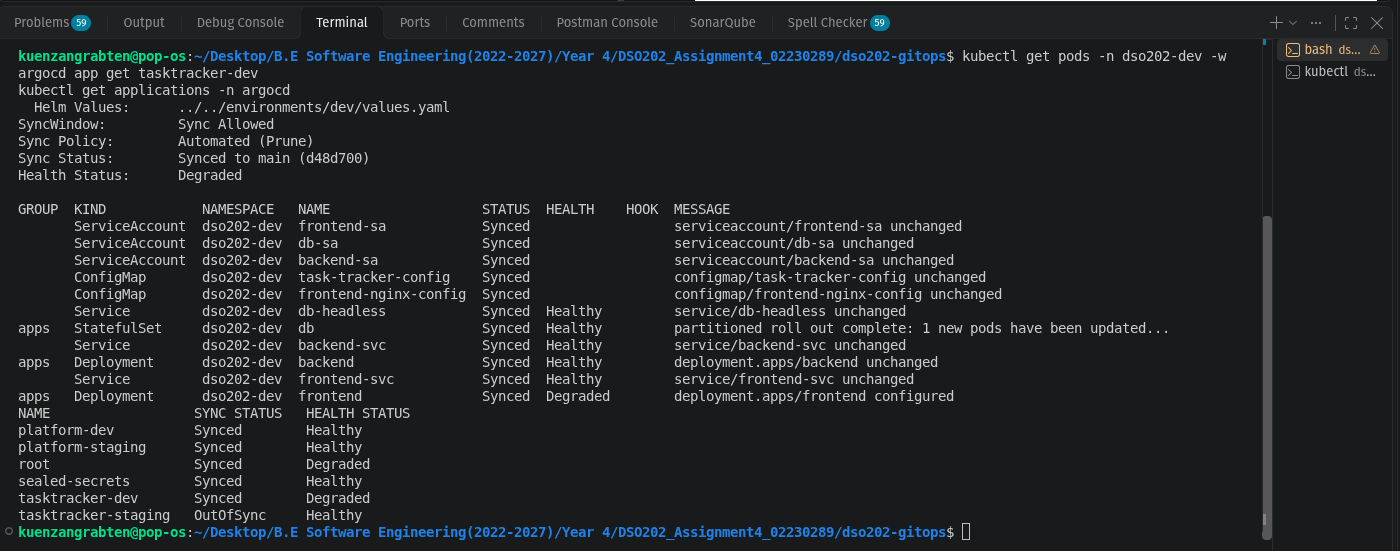 Problems 59 Output Debug Console Terminal Ports Comments Postman Console SonarQube Spell Checker 59
kuenzangrabten@pop-os:~/Desktop/B.E Software Engineering(2022-2027)/Year 4/DSO202_Assignment4_02230289/dso202-gitops$ kubectl get pods -n dso202-dev -w
bash ds...
argocd app get tasktracker-dev
kubectl ds...
kubectl get applications -n argocd
Helm Values: ../../environments/dev/values.yaml
SyncWindow: Sync Allowed
Sync Policy: Automated (Prune)
Sync Status: Synced to main (d48d700)
Health Status: Degraded
GROUP KIND NAMESPACE NAME STATUS HEALTH HOOK MESSAGE
ServiceAccount dso202-dev frontend-sa Synced serviceaccount/frontend-sa unchanged
ServiceAccount dso202-dev db-sa Synced serviceaccount/db-sa unchanged
ServiceAccount dso202-dev backend-sa Synced serviceaccount/backend-sa unchanged
ConfigMap dso202-dev task-tracker-config Synced configmap/task-tracker-config unchanged
ConfigMap dso202-dev frontend-nginx-config Synced configmap/frontend-nginx-config unchanged
Service dso202-dev db-headless Synced Healthy service/db-headless unchanged
apps StatefulSet dso202-dev db Synced Healthy partitioned roll out complete: 1 new pods have been updated...
Service dso202-dev backend-svc Synced Healthy service/backend-svc unchanged
apps Deployment dso202-dev backend Synced Healthy deployment.apps/backend unchanged
Service dso202-dev frontend-svc Synced Healthy service/frontend-svc unchanged
apps Deployment dso202-dev frontend Synced Degraded deployment.apps/frontend configured
NAME SYNC STATUS HEALTH STATUS
platform-dev Synced Healthy
platform-staging Synced Healthy
root Synced Degraded
sealed-secrets Synced Healthy
tasktracker-dev Synced Degraded
tasktracker-staging OutOfSync Healthy
kuenzangrabten@pop-os:~/Desktop/B.E Software Engineering(2022-2027)/Year 4/DSO202_Assignment4_02230289/dso202-gitops$